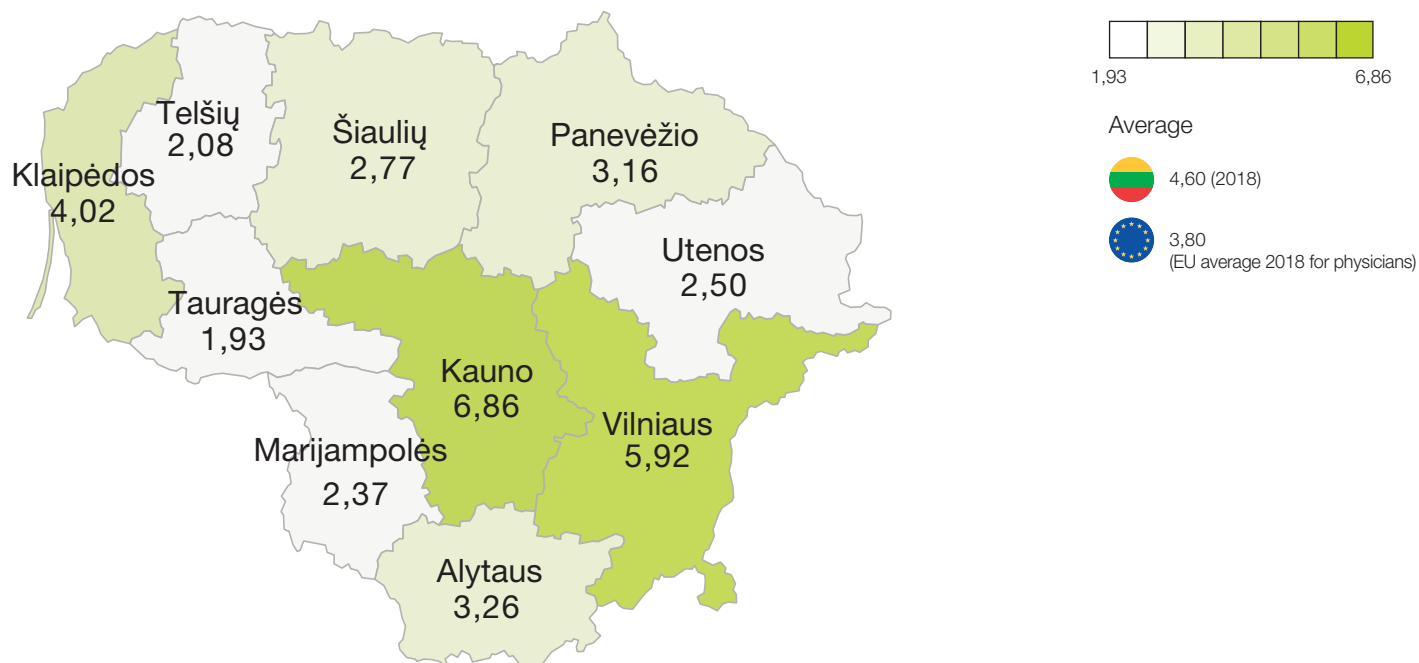 Telšių
2,08
Šiaulių
2,77
Panevėžio
3,16
Klaipėdos
4,02
Utenos
2,50
Tauragės
1,93
Kauno
6,86
Vilniaus
5,92
Marijampolės
2,37
Alytaus
3,26
1,93
6,86
Average
4,60 (2018)
3,80
(EU average 2018 for physicians)